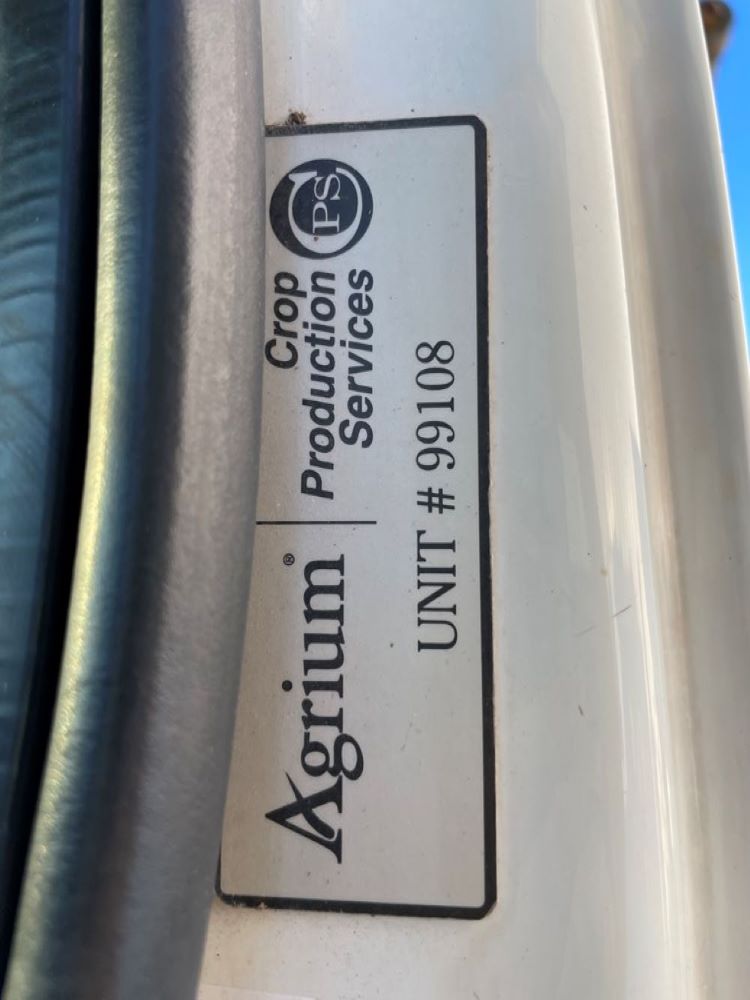 Agrium®
Crop
Production
Services
CPS
UNIT # 99108